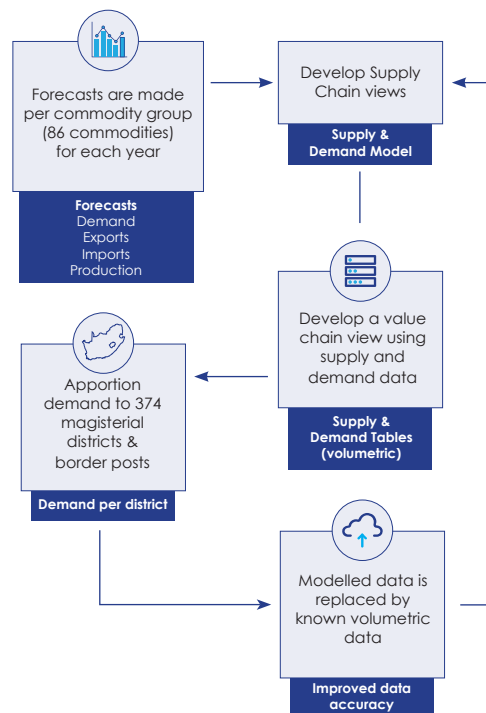 Forecasts are made
per commodity group
(86 commodities)
for each year
Forecasts
Demand
Exports
Imports
Production
Develop Supply
Chain views
Supply &
Demand Model
Develop a value
chain view using
supply and
demand data
Supply &
Demand Tables
(volumetric)
Apportion
demand to 374
magisterial
districts &
border posts
Demand per district
Modelled data is
replaced by
known volumetric
data
Improved data
accuracy